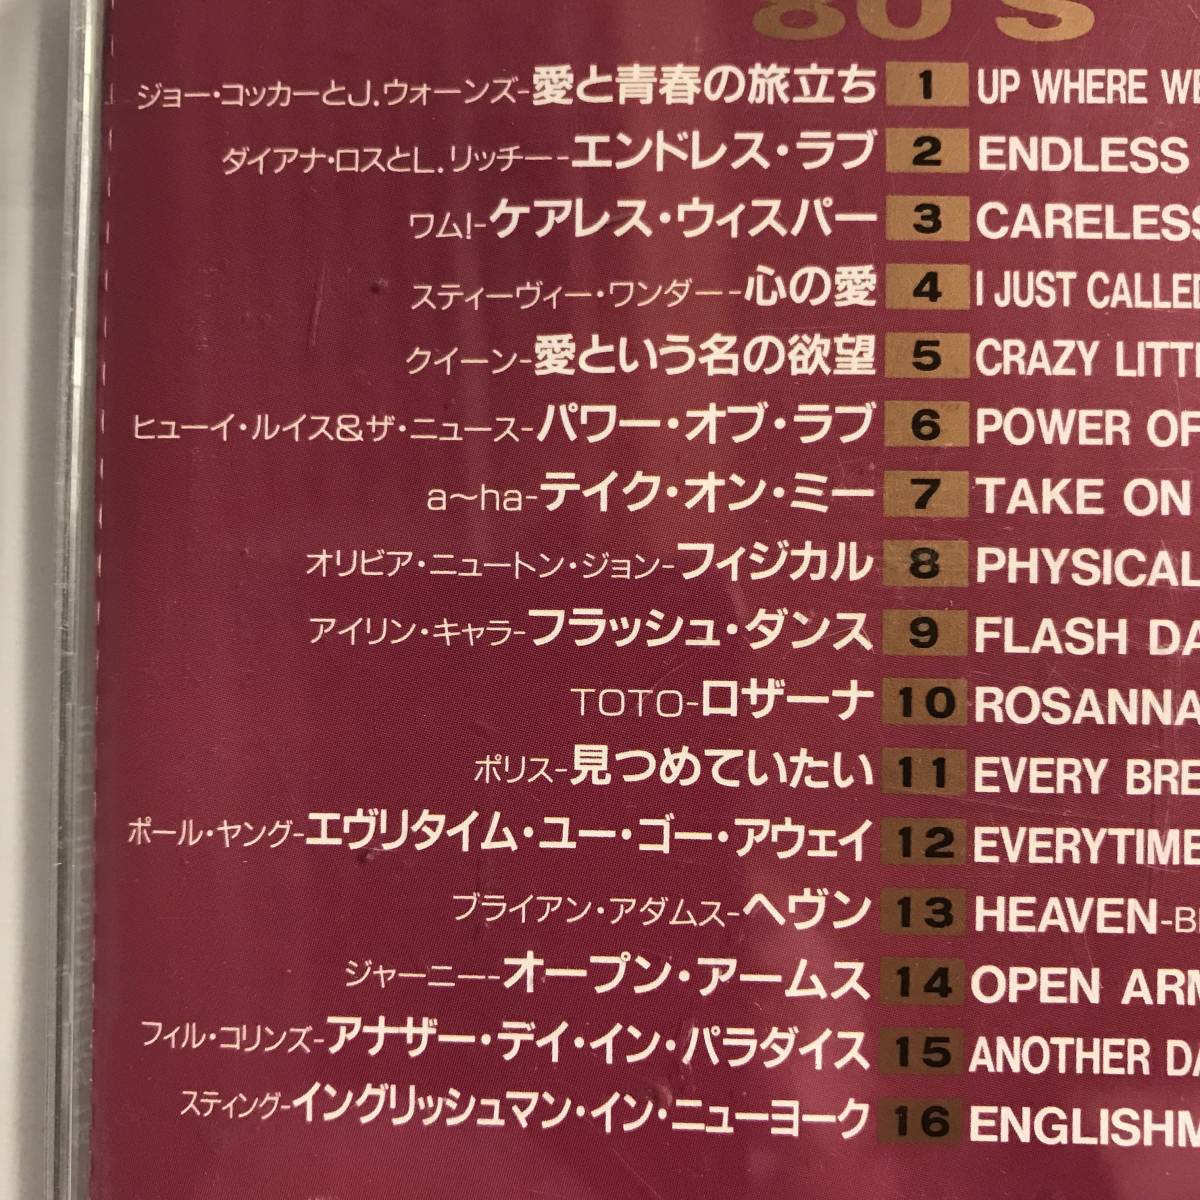 80'S
ジョー・コッカーとJ.ウォーンズ-愛と青春の旅立ち 1 UP WHERE WE
ダイアナ・ロスとL.リッチー-エンドレス・ラブ 2 ENDLESS
ワム!-ケアレス・ウィスパー 3 CARELESS
スティーヴィー・ワンダー-心の愛 4 I JUST CALLED
クイーン-愛という名の欲望 5 CRAZY LITTL
ヒューイ・ルイス&ザ・ニュース-パワー・オブ・ラブ 6 POWER OF
a〜ha-テイク・オン・ミー 7 TAKE ON
オリビア・ニュートン・ジョン-フィジカル 8 PHYSICAL
アイリン・キャラ-フラッシュ・ダンス 9 FLASH DA
TOTO-ロザーナ 10 ROSANNA
ポリス-見つめていたい 11 EVERY BRE
ポール・ヤング-エヴリタイム・ユー・ゴー・アウェイ 12 EVERYTIME
ブライアン・アダムス-ヘヴン 13 HEAVEN-B
ジャーニー-オープン・アームス 14 OPEN ARM
フィル・コリンズ-アナザー・デイ・イン・パラダイス 15 ANOTHER DA
スティング-イングリッシュマン・イン・ニューヨーク 16 ENGLISHM